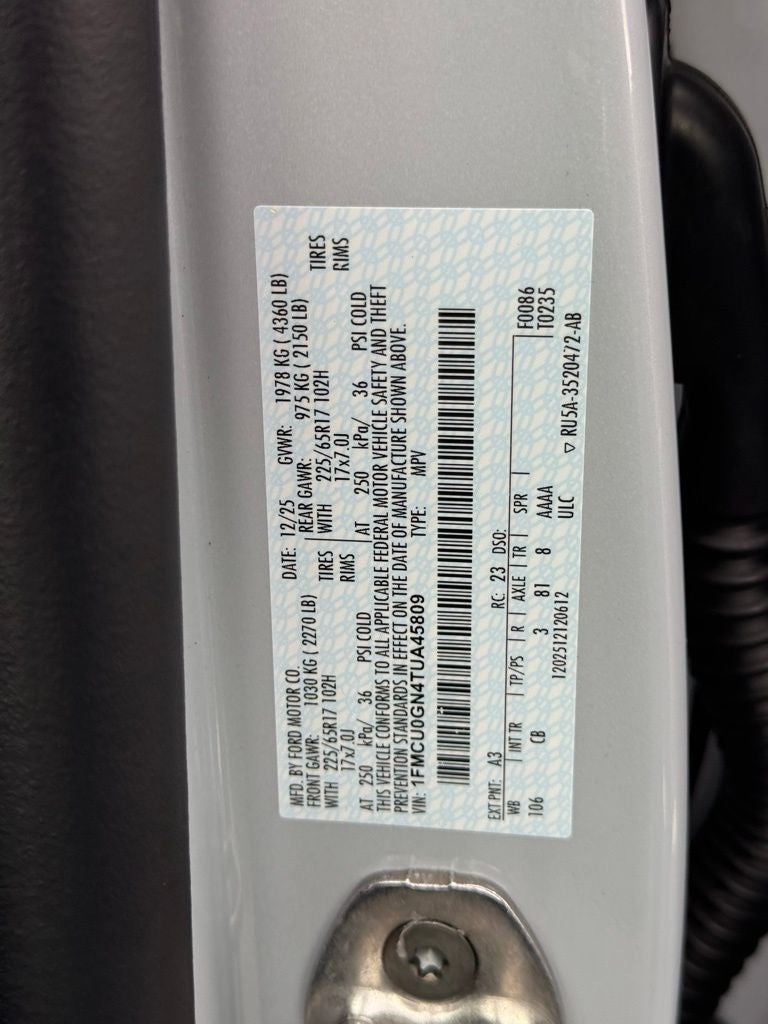 MFD. BY FORD MOTOR CO.
DATE: 12/25 GVWR: 1978 KG ( 4360 LB)
FRONT GAWR: 1030 KG ( 2270 LB) REAR GAWR: 975 KG ( 2150 LB)
WITH 225/65R17 102H TIRES WITH 225/65R17 102H TIRES
17x7.0J RIMS 17x7.0J RIMS
AT 250 kPa/ 36 PSI COLD AT 250 kPa/ 36 PSI COLD
THIS VEHICLE CONFORMS TO ALL APPLICABLE FEDERAL MOTOR VEHICLE SAFETY AND THEFT
PREVENTION STANDARDS IN EFFECT ON THE DATE OF MANUFACTURE SHOWN ABOVE.
VIN: 1FMCU0GN4TUA45809 TYPE: MPV
EXT PNT: A3 RC: 23 DSO:
WB INT TR TP/PS R AXLE TR SPR F0086
106 CB 3 81 8 AAAA T0235
1202512120612 ULC
▽ RU5A-3520472-AB